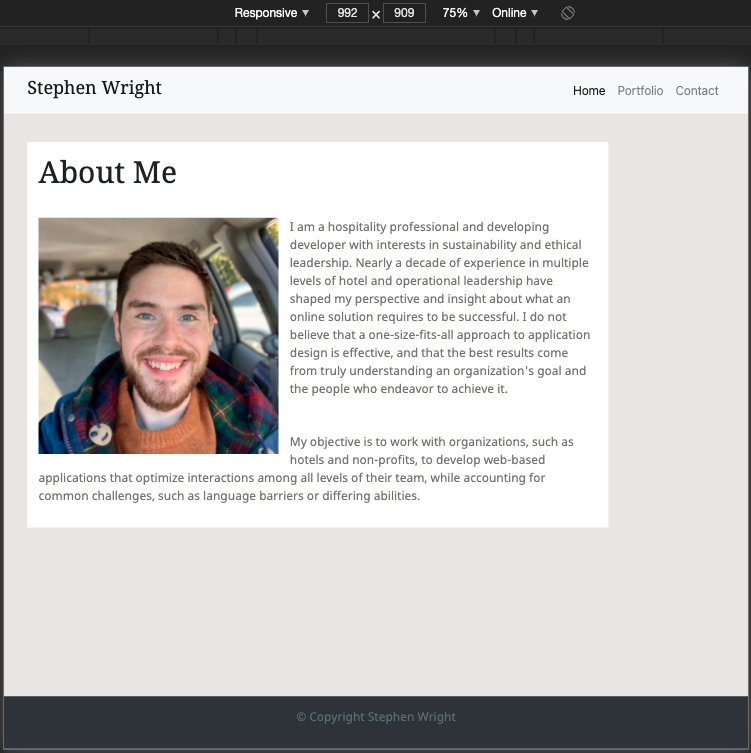 Responsive ▼ 992 × 909 75% ▼ Online ▼
Stephen Wright
Home Portfolio Contact
About Me
I am a hospitality professional and developing
developer with interests in sustainability and ethical
leadership. Nearly a decade of experience in multiple
levels of hotel and operational leadership have
shaped my perspective and insight about what an
online solution requires to be successful. I do not
believe that a one-size-fits-all approach to application
design is effective, and that the best results come
from truly understanding an organization's goal and
the people who endeavor to achieve it.
My objective is to work with organizations, such as
hotels and non-profits, to develop web-based
applications that optimize interactions among all levels of their team, while accounting for
common challenges, such as language barriers or differing abilities.
© Copyright Stephen Wright